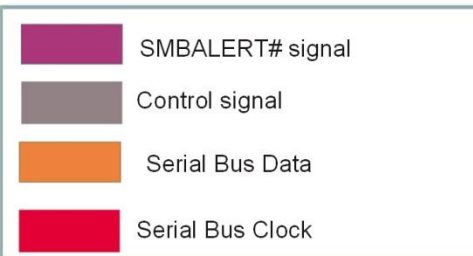 SMBALERT# signal
Control signal
Serial Bus Data
Serial Bus Clock